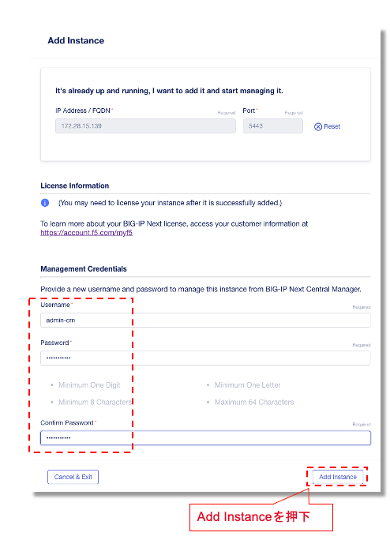 Add Instance
It's already up and running, I want to add it and start managing it.
IP Address / FQDN* Required Port* Required
172.28.15.139 5443 Reset
License Information
(You may need to license your instance after it is successfully added.)
To learn more about your BIG-IP Next license, access your customer information at
https://account.f5.com/myf5
Management Credentials
Provide a new username and password to manage this instance from BIG-IP Next Central Manager.
Username* Required
admin-cm
Password* Required
•••••••••••
• Minimum One Digit • Minimum One Letter
• Minimum 8 Characters • Maximum 64 Characters
Confirm Password* Required
•••••••••••
Cancel & Exit Add Instance
Add Instanceを押下